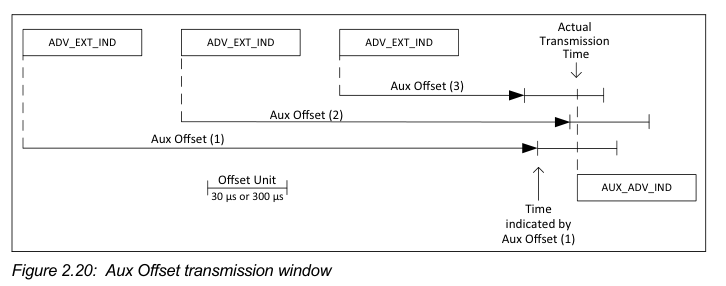 ADV_EXT_IND
ADV_EXT_IND
ADV_EXT_IND
Actual
Transmission
Time
Aux Offset (3)
Aux Offset (2)
Aux Offset (1)
Offset Unit
30 µs or 300 µs
AUX_ADV_IND
Time
indicated by
Aux Offset (1)
Figure 2.20: Aux Offset transmission window